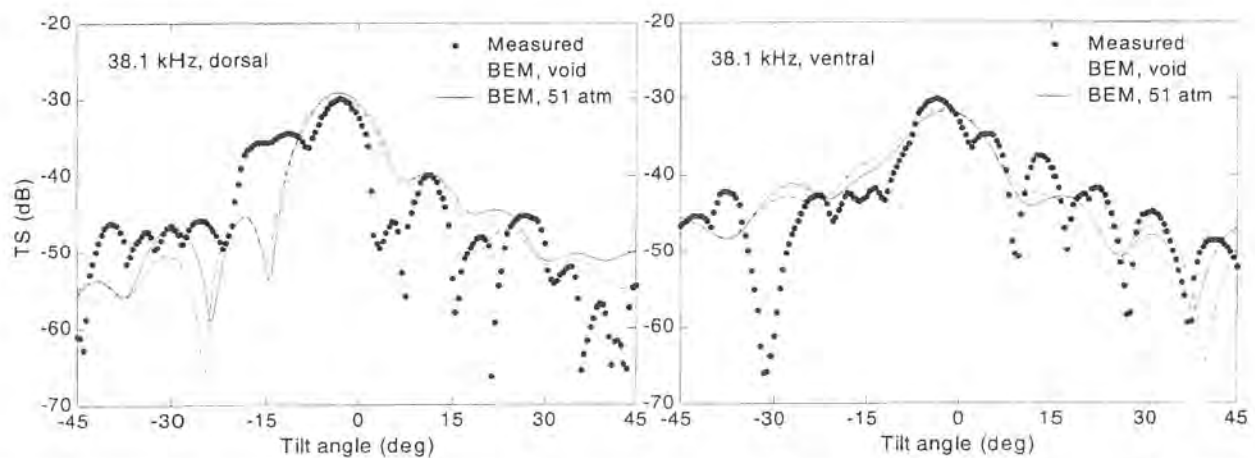 -20
-30
-40
-50
-60
-70
TS (dB)
38.1 kHz, dorsal
Measured
BEM, void
BEM, 51 atm
-45
-30
-15
0
15
30
45
Tilt angle (deg)
-20
-30
-40
-50
-60
-70
38.1 kHz, ventral
Measured
BEM, void
BEM, 51 atm
-45
-30
-15
0
15
30
45
Tilt angle (deg)